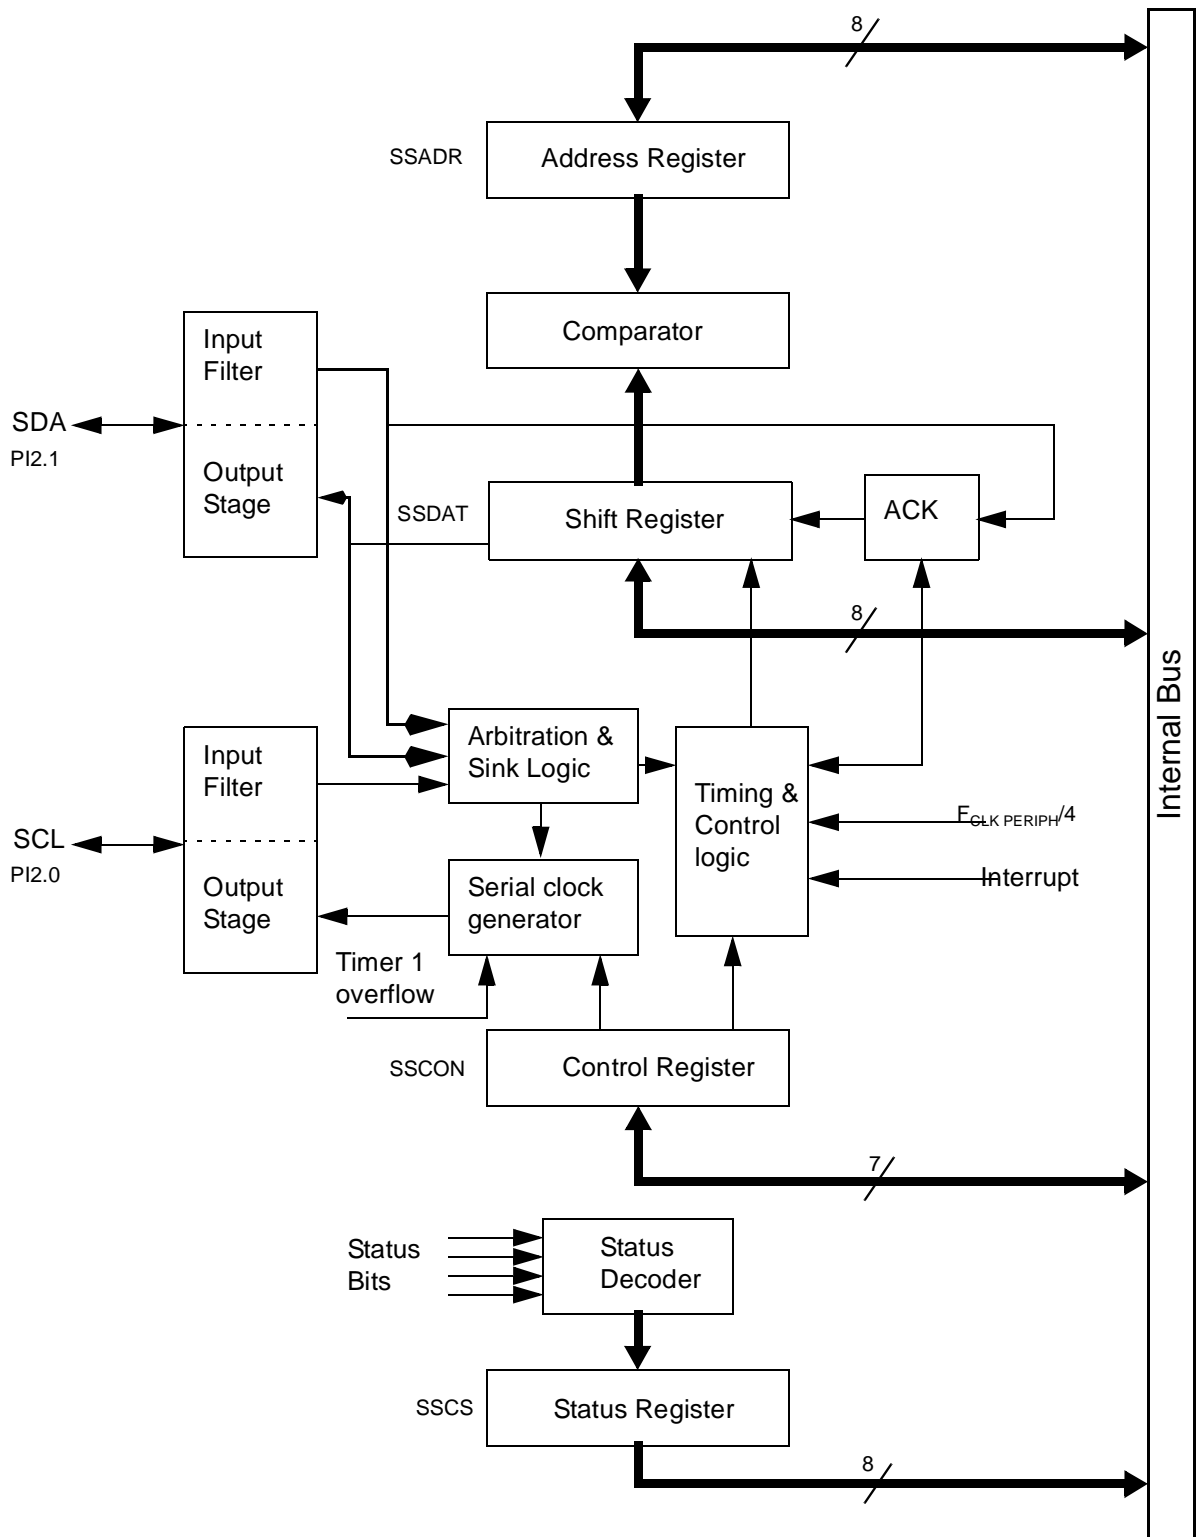 8
SSADR
Address Register
Comparator
Input
Filter
SDA
PI2.1
Output
Stage
SSDAT
Shift Register
ACK
8
Internal Bus
Arbitration &
Sink Logic
Input
Filter
Timing &
Control
logic
FCLK PERIPH/4
SCL
PI2.0
Interrupt
Output
Stage
Serial clock
generator
Timer 1
overflow
SSCON
Control Register
7
Status
Bits
Status
Decoder
SSCS
Status Register
8